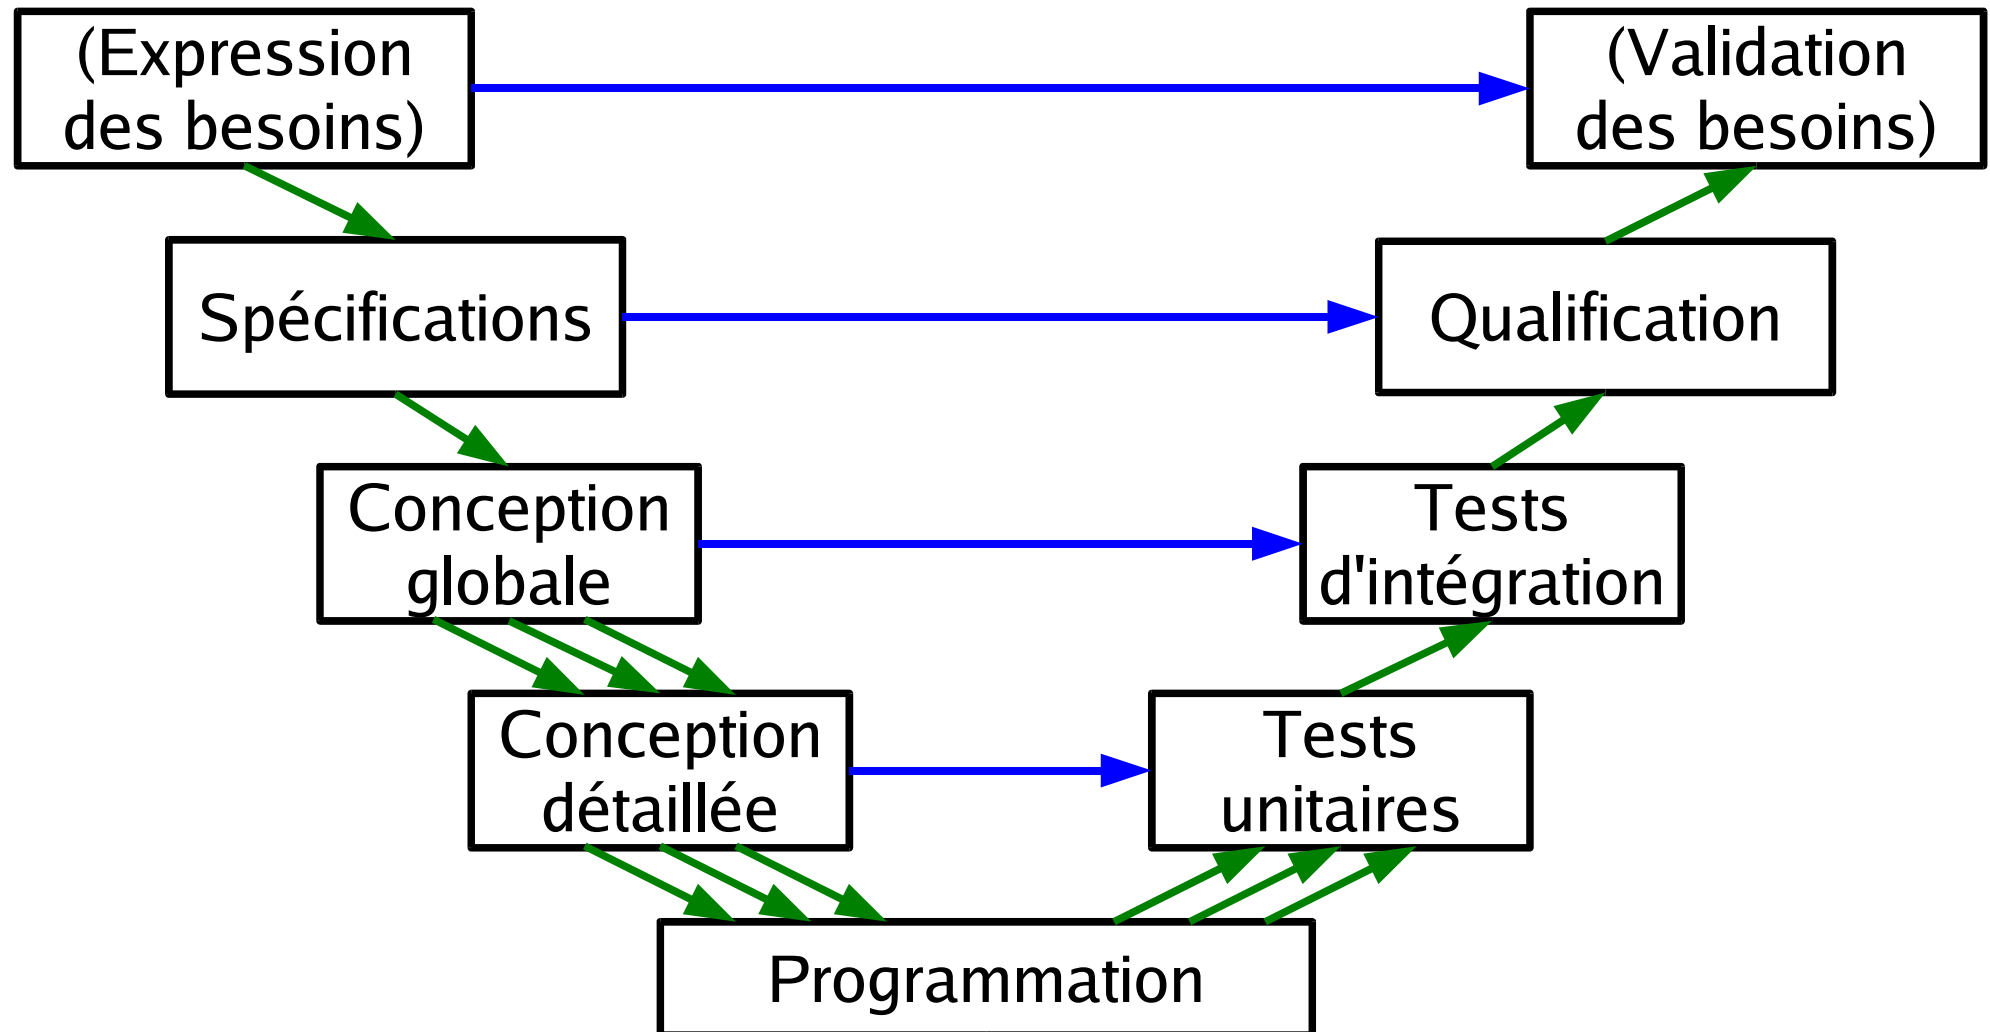 (Expression
des besoins)
(Validation
des besoins)
Spécifications
Qualification
Conception
globale
Tests
d'intégration
Conception
détaillée
Tests
unitaires
Programmation